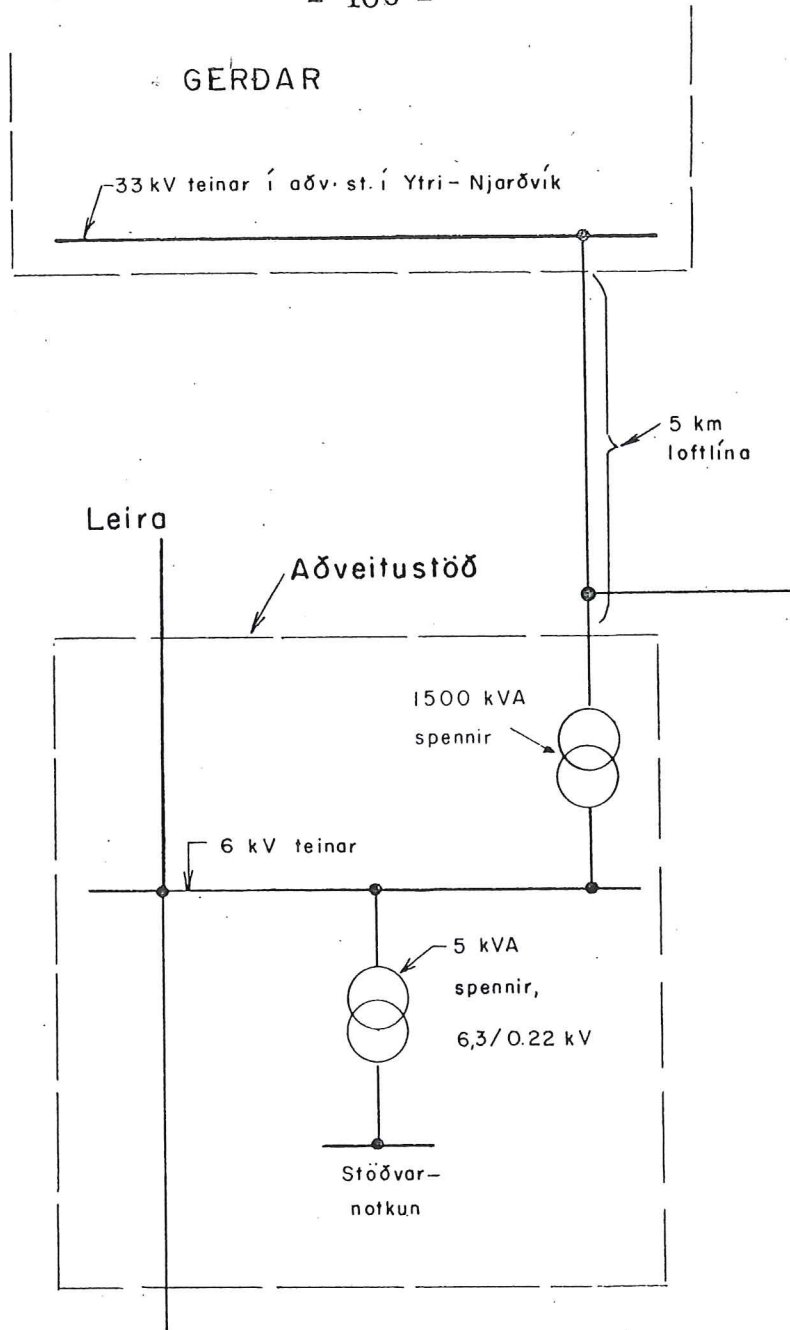 GERÐAR
33 kV teinar í aðv. st. í Ytri-Njarðvík
5 km
loftlína
Leira
Aðveitustöð
1500 kVA
spennir
6 kV teinar
5 kVA
spennir,
6,3/0.22 kV
Stöðvar-
notkun